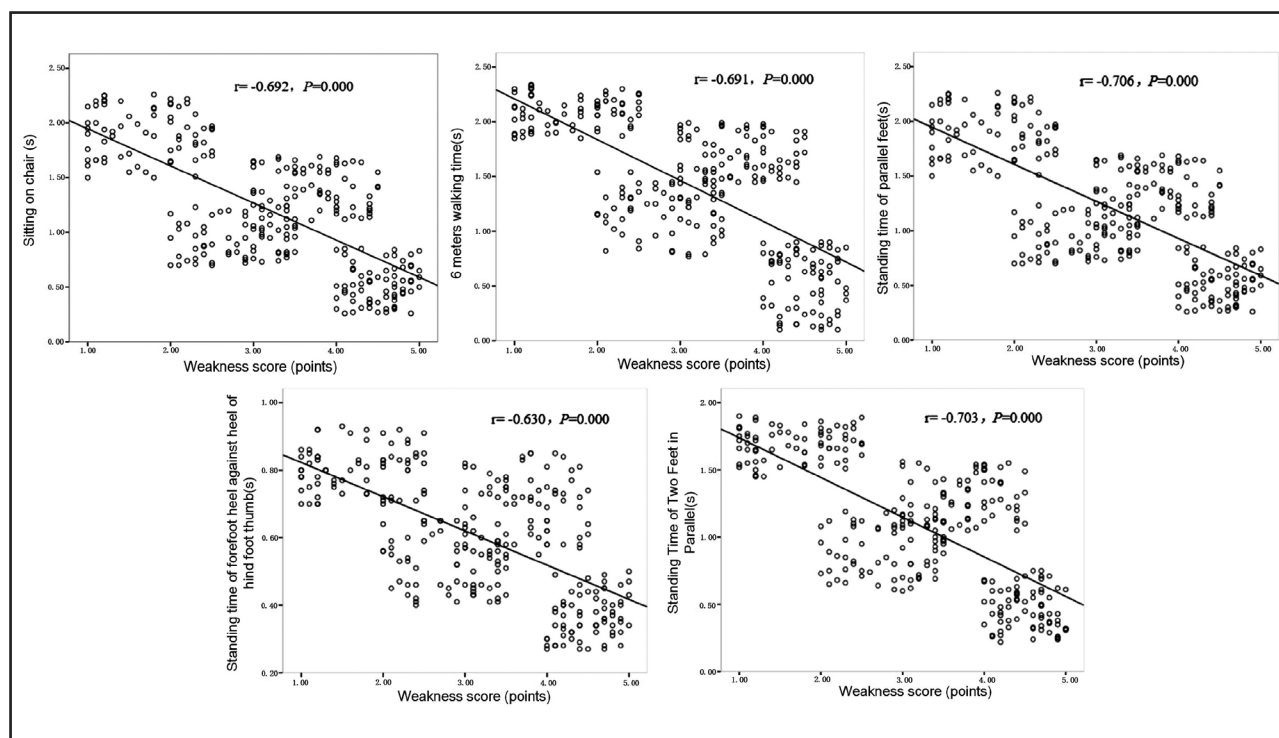 r= -0.692, P=0.000
Sitting on chair (s)
2.50
2.00
1.50
1.00
0.50
0.00
1.00 2.00 3.00 4.00 5.00
Weakness score (points)
r= -0.691, P=0.000
6 meters walking time(s)
2.50
2.00
1.50
1.00
0.50
0.00
1.00 2.00 3.00 4.00 5.00
Weakness score (points)
r= -0.706, P=0.000
Standing time of parallel feet(s)
2.50
2.00
1.50
1.00
0.50
0.00
1.00 2.00 3.00 4.00 5.00
Weakness score (points)
r= -0.630, P=0.000
Standing time of forefoot heel against heel of
hind foot thumb(s)
1.00
0.80
0.60
0.40
0.20
1.00 2.00 3.00 4.00 5.00
Weakness score (points)
r= -0.703, P=0.000
Standing Time of Two Feet in
Parallel(s)
2.00
1.50
1.00
0.50
0.00
1.00 2.00 3.00 4.00 5.00
Weakness score (points)